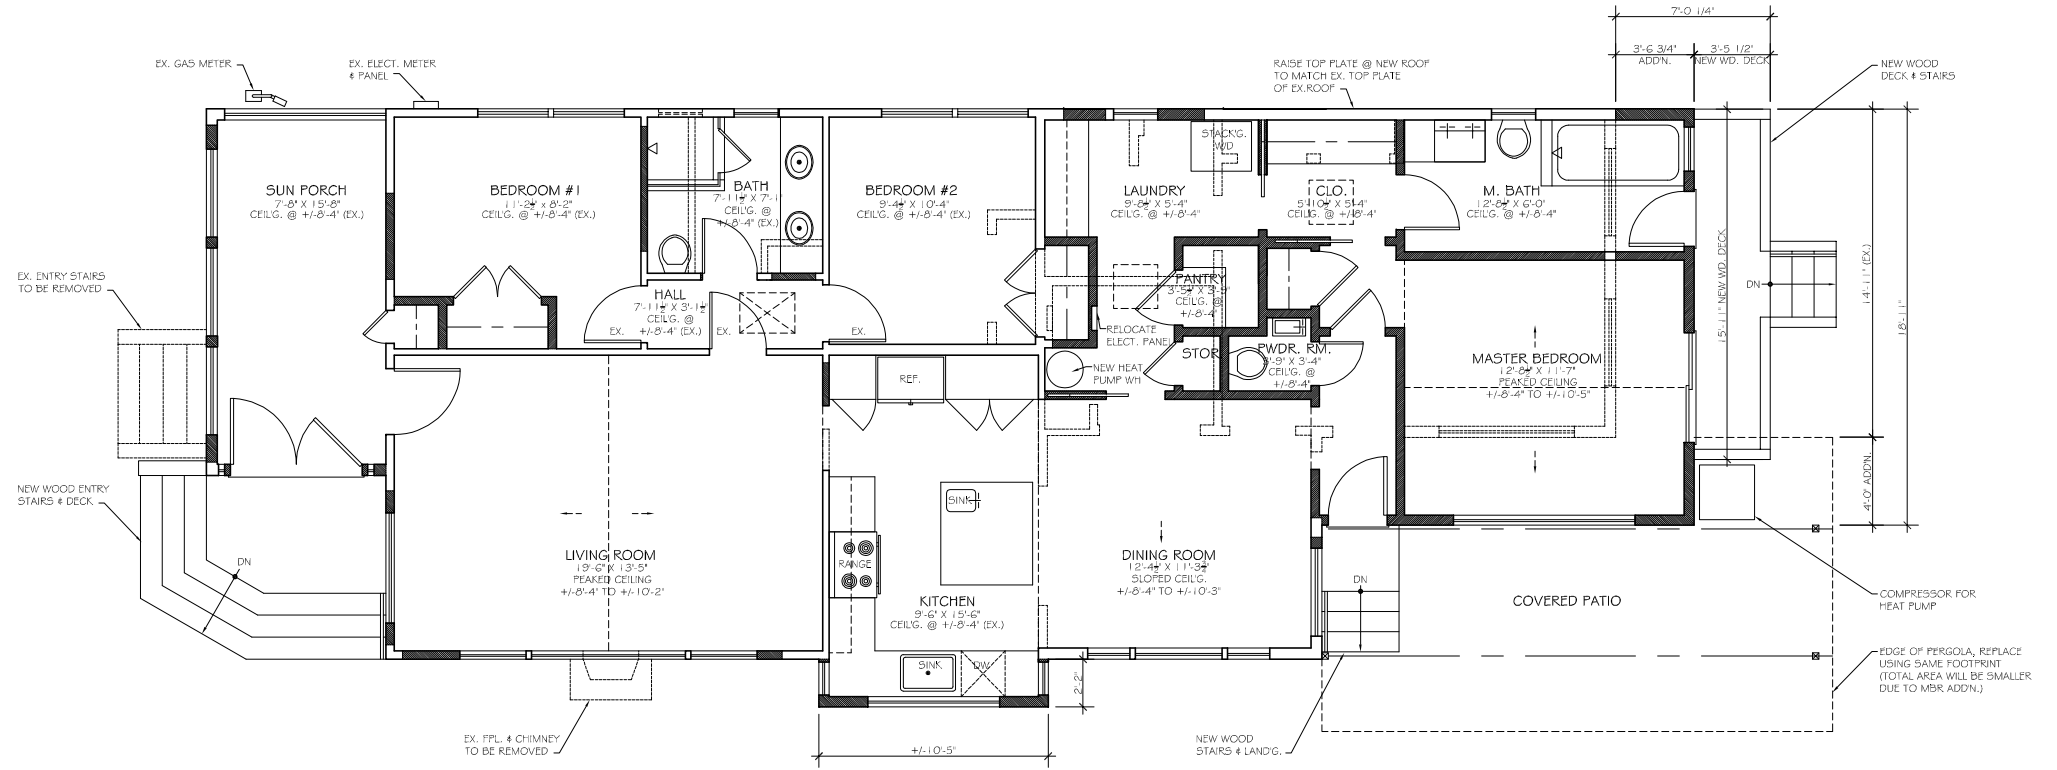 7'-0 1/4"
3'-6 3/4"
ADD'N.
3'-5 1/2"
NEW WD. DECK
EX. GAS METER
EX. ELECT. METER
& PANEL
RAISE TOP PLATE @ NEW ROOF
TO MATCH EX. TOP PLATE
OF EX.ROOF
NEW WOOD
DECK & STAIRS
SUN PORCH
7'-8" X 15'-8"
CEIL'G. @ +/-8'-4" (EX.)
BEDROOM #1
11'-2½" x 8'-2"
CEIL'G. @ +/-8'-4" (EX.)
BATH
7'-11½" X 7'-1"
CEIL'G. @
+/-8'-4" (EX.)
BEDROOM #2
9'-4½" X 10'-4"
CEIL'G. @ +/-8'-4" (EX.)
STACK'G.
W/D
LAUNDRY
9'-8½" X 5'-4"
CEIL'G. @ +/-8'-4"
CLO.
5'-10½" X 5'-4"
CEIL'G. @ +/-8'-4"
M. BATH
12'-8½" X 6'-0"
CEIL'G. @ +/-8'-4"
EX. ENTRY STAIRS
TO BE REMOVED
HALL
7'-11½" X 3'-1½"
CEIL'G. @
+/-8'-4" (EX.)
EX.
EX.
EX.
PANTRY
3'-5½" X 3'-9"
CEIL'G. @
+/-8'-4"
RELOCATE
ELECT. PANEL
STOR.
PWDR. RM.
3'-9" X 3'-4"
CEIL'G. @
+/-8'-4"
NEW HEAT
PUMP WH
MASTER BEDROOM
12'-8½" X 11'-7"
PEAKED CEILING
+/-8'-4" TO +/-10'-5"
15'-11" NEW WD. DECK
DN
14'-11" (EX.)
18'-11"
4'-0" ADD'N.
REF.
NEW WOOD ENTRY
STAIRS & DECK
DN
SINK
LIVING ROOM
19'-6" X 13'-5"
PEAKED CEILING
+/-8'-4" TO +/-10'-2"
RANGE
KITCHEN
9'-6" X 15'-6"
CEIL'G. @ +/-8'-4" (EX.)
DINING ROOM
12'-4½" X 11'-3½"
SLOPED CEIL'G.
+/-8'-4" TO +/-10'-3"
DN
COVERED PATIO
COMPRESSOR FOR
HEAT PUMP
SINK
DW
2'-2"
EDGE OF PERGOLA, REPLACE
USING SAME FOOTPRINT
(TOTAL AREA WILL BE SMALLER
DUE TO MBR ADD'N.)
EX. FPL. & CHIMNEY
TO BE REMOVED
+/-10'-5"
NEW WOOD
STAIRS & LAND'G.